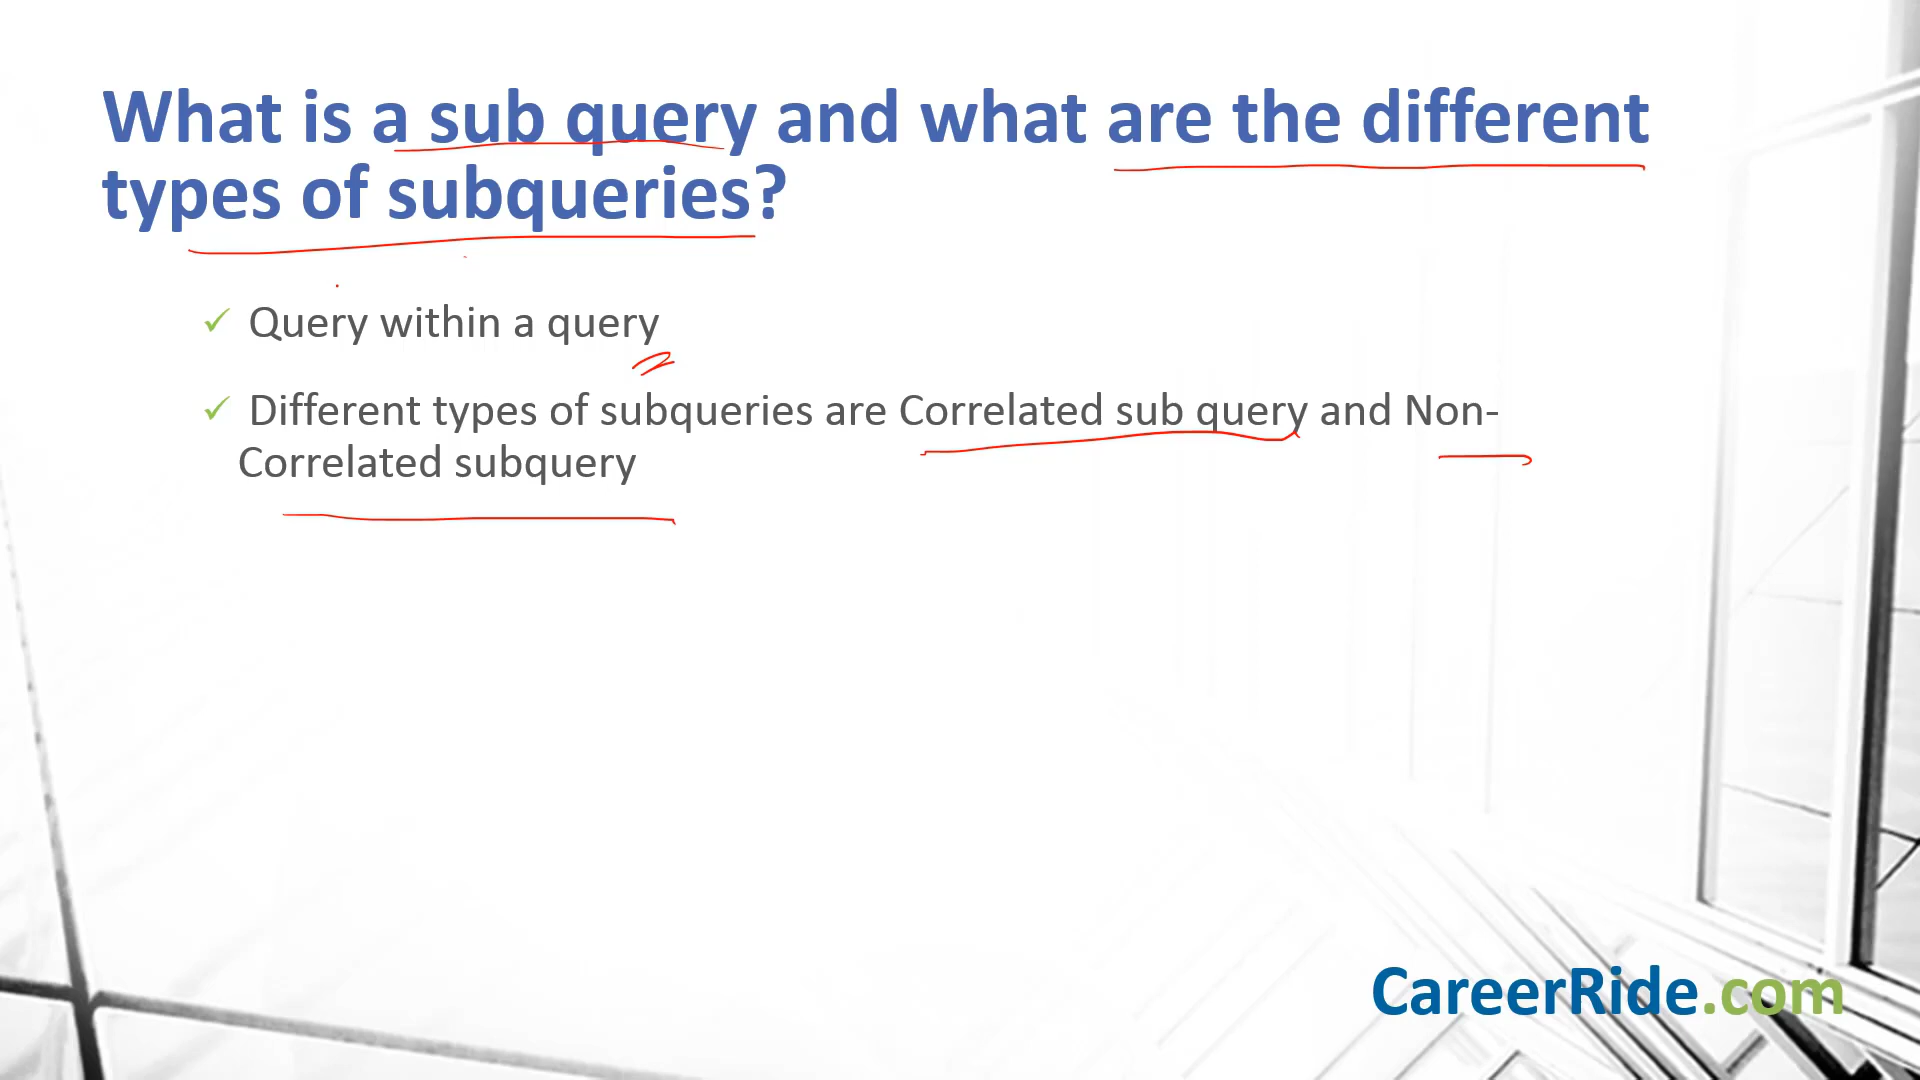 What is a sub query and what are the different
types of subqueries?
✓ Query within a query
✓ Different types of subqueries are Correlated sub query and Non-
Correlated subquery
CareerRide.com